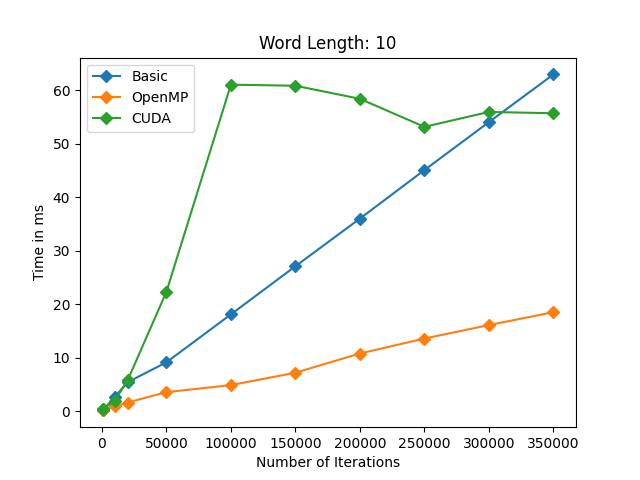 Word Length: 10
Basic
OpenMP
CUDA
Time in ms
60
50
40
30
20
10
0
0 50000 100000 150000 200000 250000 300000 350000
Number of Iterations